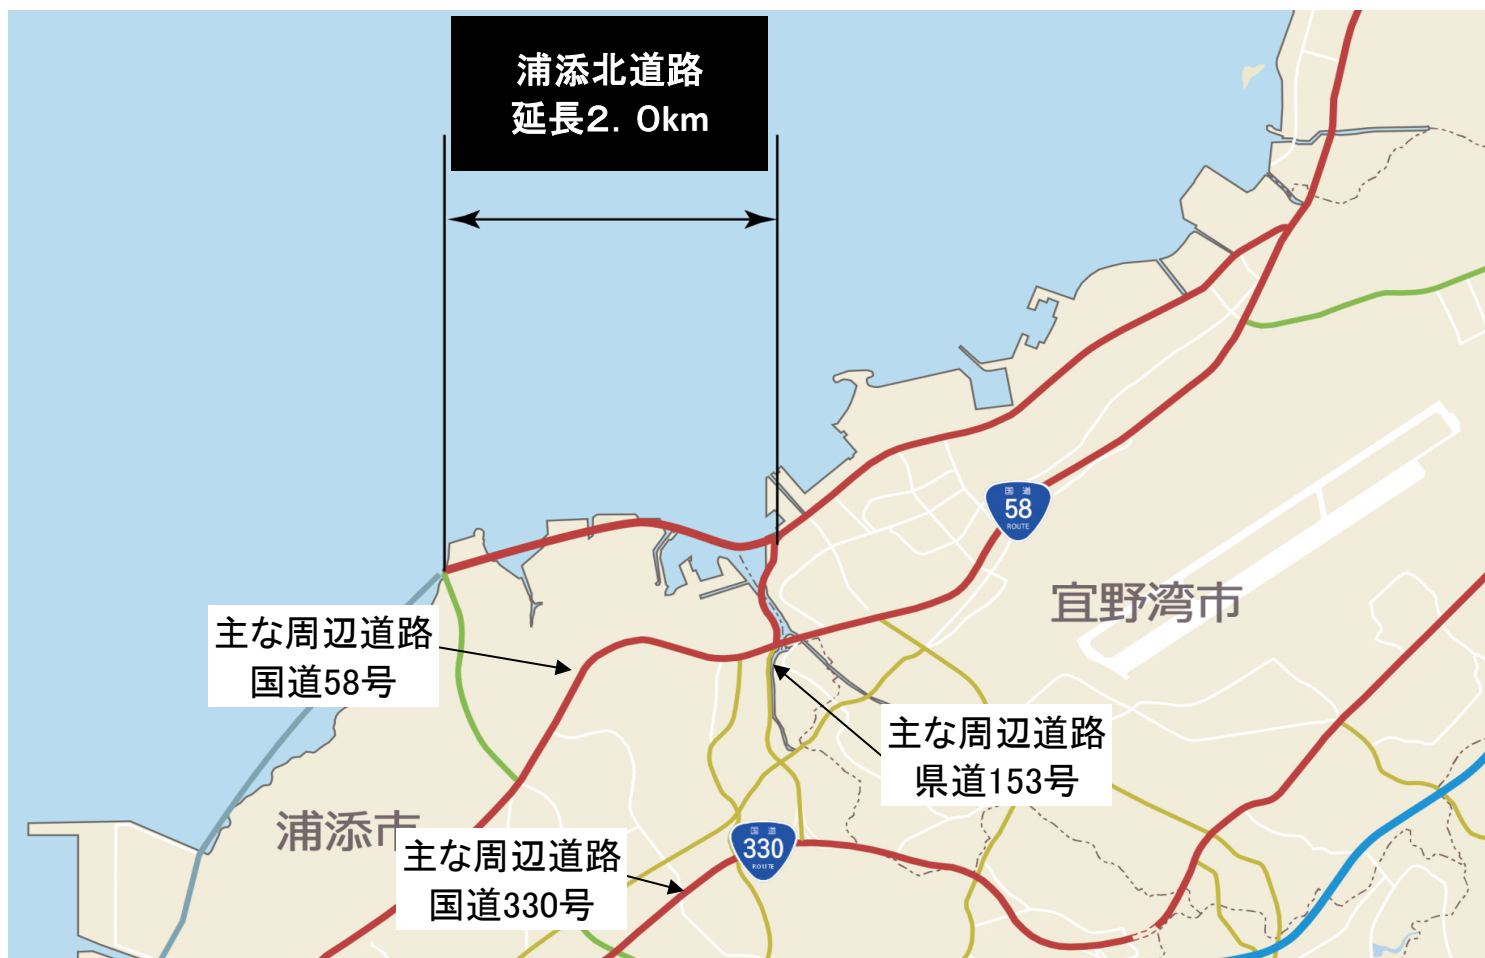 浦添北道路
延長２．０km
国道
58
ROUTE
宜野湾市
主な周辺道路
国道58号
主な周辺道路
県道153号
浦添市
主な周辺道路
国道330号
国道
330
ROUTE